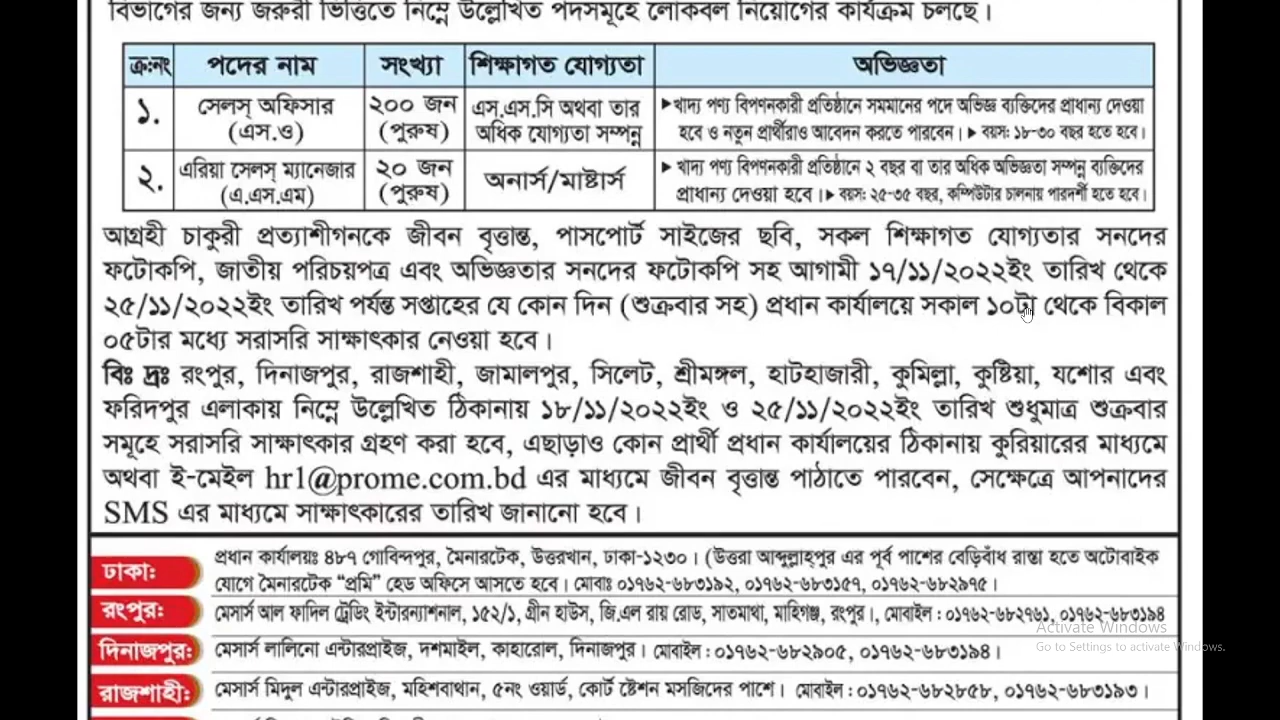 বিভাগের জন্য জরুরী ভিত্তিতে নিম্নে উল্লেখিত পদসমূহে লোকবল নিয়োগের কার্যক্রম চলছে।
ক্র:নং পদের নাম সংখ্যা শিক্ষাগত যোগ্যতা অভিজ্ঞতা
১. সেলস্ অফিসার (এস.ও) ২০০ জন (পুরুষ) এস.এস.সি অথবা তার অধিক যোগ্যতা সম্পন্ন
▶খাদ্য পণ্য বিপণনকারী প্রতিষ্ঠানে সমমানের পদে অভিজ্ঞ ব্যক্তিদের প্রাধান্য দেওয়া
হবে ও নতুন প্রার্থীরাও আবেদন করতে পারবেন। ▶ বয়স: ১৮-৩০ বছর হতে হবে।
২. এরিয়া সেলস্ ম্যানেজার (এ.এস.এম) ২০ জন (পুরুষ) অনার্স/মাষ্টার্স
▶ খাদ্য পণ্য বিপণনকারী প্রতিষ্ঠানে ২ বছর বা তার অধিক অভিজ্ঞতা সম্পন্ন ব্যক্তিদের
প্রাধান্য দেওয়া হবে।▶ বয়স: ২৫-৩৫ বছর, কম্পিউটার চালনায় পারদর্শী হতে হবে।
আগ্রহী চাকুরী প্রত্যাশীগনকে জীবন বৃত্তান্ত, পাসপোর্ট সাইজের ছবি, সকল শিক্ষাগত যোগ্যতার সনদের
ফটোকপি, জাতীয় পরিচয়পত্র এবং অভিজ্ঞতার সনদের ফটোকপি সহ আগামী ১৭/১১/২০২২ইং তারিখ থেকে
২৫/১১/২০২২ইং তারিখ পর্যন্ত সপ্তাহের যে কোন দিন (শুক্রবার সহ) প্রধান কার্যালয়ে সকাল ১০টা থেকে বিকাল
০৫টার মধ্যে সরাসরি সাক্ষাৎকার নেওয়া হবে।
বিঃ দ্রঃ রংপুর, দিনাজপুর, রাজশাহী, জামালপুর, সিলেট, শ্রীমঙ্গল, হাটহাজারী, কুমিল্লা, কুষ্টিয়া, যশোর এবং
ফরিদপুর এলাকায় নিম্নে উল্লেখিত ঠিকানায় ১৮/১১/২০২২ইং ও ২৫/১১/২০২২ইং তারিখ শুধুমাত্র শুক্রবার
সমূহে সরাসরি সাক্ষাৎকার গ্রহণ করা হবে, এছাড়াও কোন প্রার্থী প্রধান কার্যালয়ের ঠিকানায় কুরিয়ারের মাধ্যমে
অথবা ই-মেইল hr1@prome.com.bd এর মাধ্যমে জীবন বৃত্তান্ত পাঠাতে পারবেন, সেক্ষেত্রে আপনাদের
SMS এর মাধ্যমে সাক্ষাৎকারের তারিখ জানানো হবে।
ঢাকা: প্রধান কার্যালয়ঃ ৪৮৭ গোবিন্দপুর, মৈনারটেক, উত্তরখান, ঢাকা-১২৩০। (উত্তরা আব্দুল্লাহ্পুর এর পূর্ব পাশের বেড়িবাঁধ রাস্তা হতে অটোবাইক
যোগে মৈনারটেক “প্রমি” হেড অফিসে আসতে হবে। মোবাঃ ০১৭৬২-৬৮৩১৯২, ০১৭৬২-৬৮৩১৫৭, ০১৭৬২-৬৮২৯৭৫।
রংপুর: মেসার্স আল ফাদিল ট্রেডিং ইন্টারন্যাশনাল, ১৫২/১, গ্রীন হাউস, জি.এল রায় রোড, সাতমাথা, মাহিগঞ্জ, রংপুর।, মোবাইল : ০১৭৬২-৬৮২৭৬১, ০১৭৬২-৬৮৩১৯৪
দিনাজপুর: মেসার্স লালিনো এন্টারপ্রাইজ, দশমাইল, কাহারোল, দিনাজপুর। মোবাইল : ০১৭৬২-৬৮২৯০৫, ০১৭৬২-৬৮৩১৯৪।
রাজশাহী: মেসার্স মিদুল এন্টারপ্রাইজ, মহিশবাথান, ৫নং ওয়ার্ড, কোর্ট ষ্টেশন মসজিদের পাশে। মোবাইল : ০১৭৬২-৬৮২৮৫৮, ০১৭৬২-৬৮৩১৯৩।
Activate Windows
Go to Settings to activate Windows.